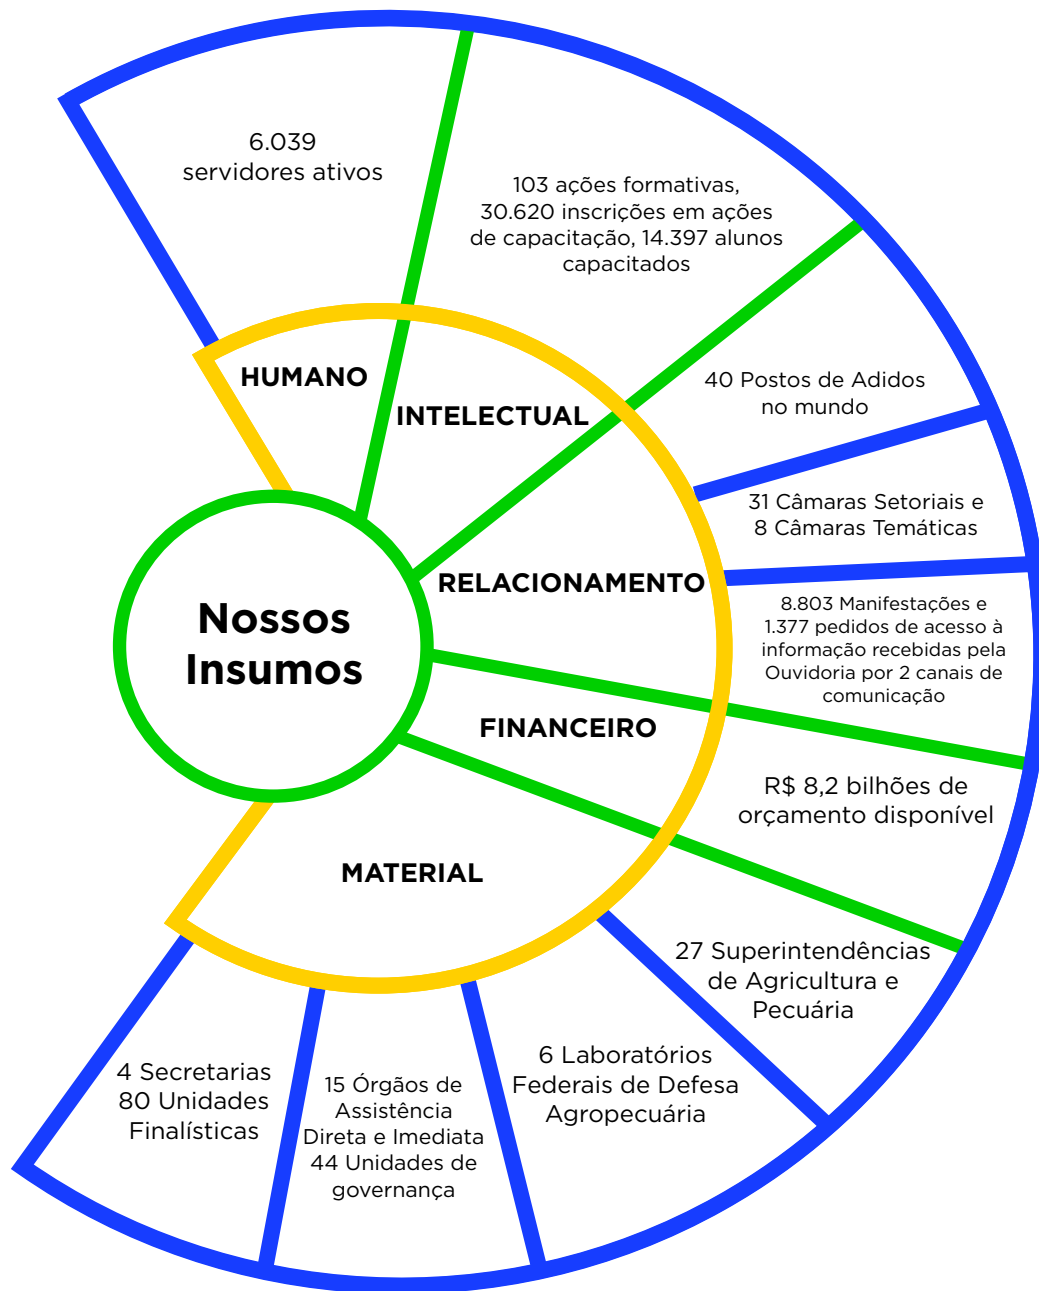 Nossos
Insumos
HUMANO
6.039
servidores ativos
INTELECTUAL
103 ações formativas,
30.620 inscrições em ações
de capacitação, 14.397 alunos
capacitados
RELACIONAMENTO
40 Postos de Adidos
no mundo
31 Câmaras Setoriais e
8 Câmaras Temáticas
8.803 Manifestações e
1.377 pedidos de acesso à
informação recebidas pela
Ouvidoria por 2 canais de
comunicação
FINANCEIRO
R$ 8,2 bilhões de
orçamento disponível
MATERIAL
27 Superintendências
de Agricultura e
Pecuária
6 Laboratórios
Federais de Defesa
Agropecuária
15 Órgãos de
Assistência
Direta e Imediata
44 Unidades de
governança
4 Secretarias
80 Unidades
Finalísticas